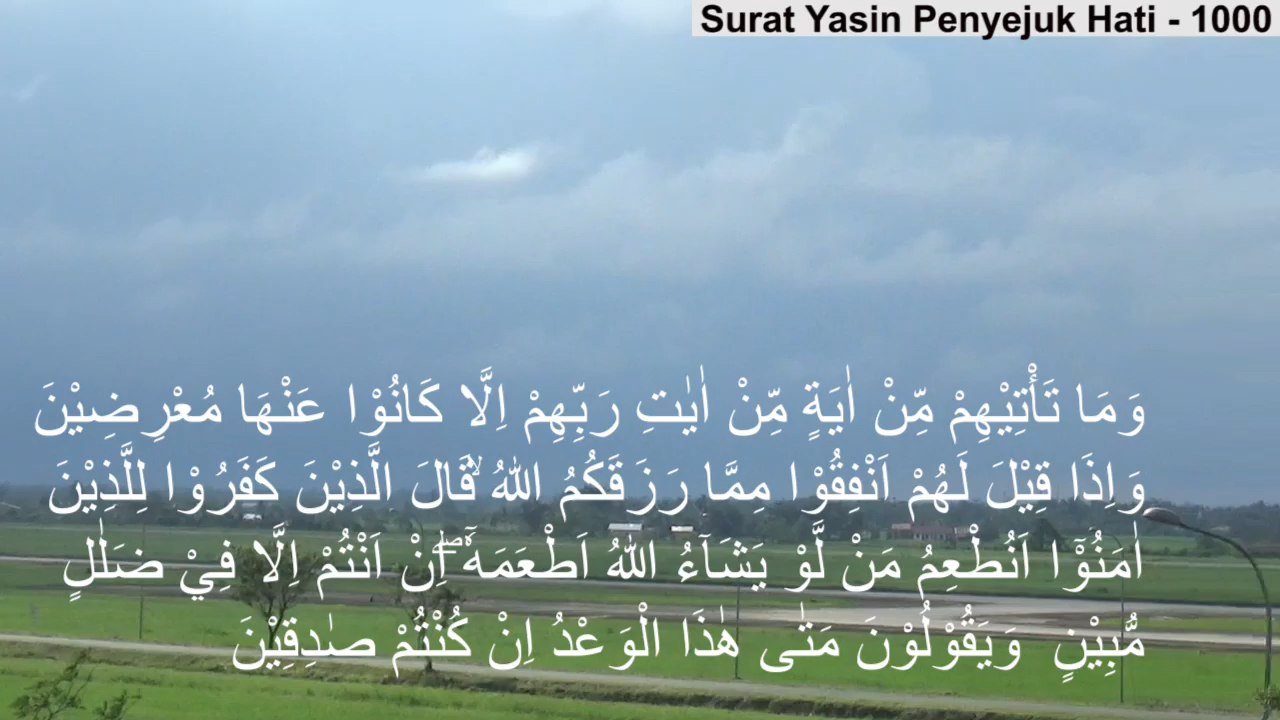 Surat Yasin Penyejuk Hati - 1000
وَمَا تَأْتِيْهِمْ مِّنْ اٰيَةٍ مِّنْ اٰيٰتِ رَبِّهِمْ اِلَّا كَانُوْا عَنْهَا مُعْرِضِيْنَ
وَاِذَا قِيْلَ لَهُمْ اَنْفِقُوْا مِمَّا رَزَقَكُمُ اللّٰهُ ۙقَالَ الَّذِيْنَ كَفَرُوْا لِلَّذِيْنَ
اٰمَنُوْٓا اَنُطْعِمُ مَنْ لَّوْ يَشَاۤءُ اللّٰهُ اَطْعَمَهٗٓ ۖاِنْ اَنْتُمْ اِلَّا فِيْ ضَلٰلٍ
مُّبِيْنٍ وَيَقُوْلُوْنَ مَتٰى هٰذَا الْوَعْدُ اِنْ كُنْتُمْ صٰدِقِيْنَ